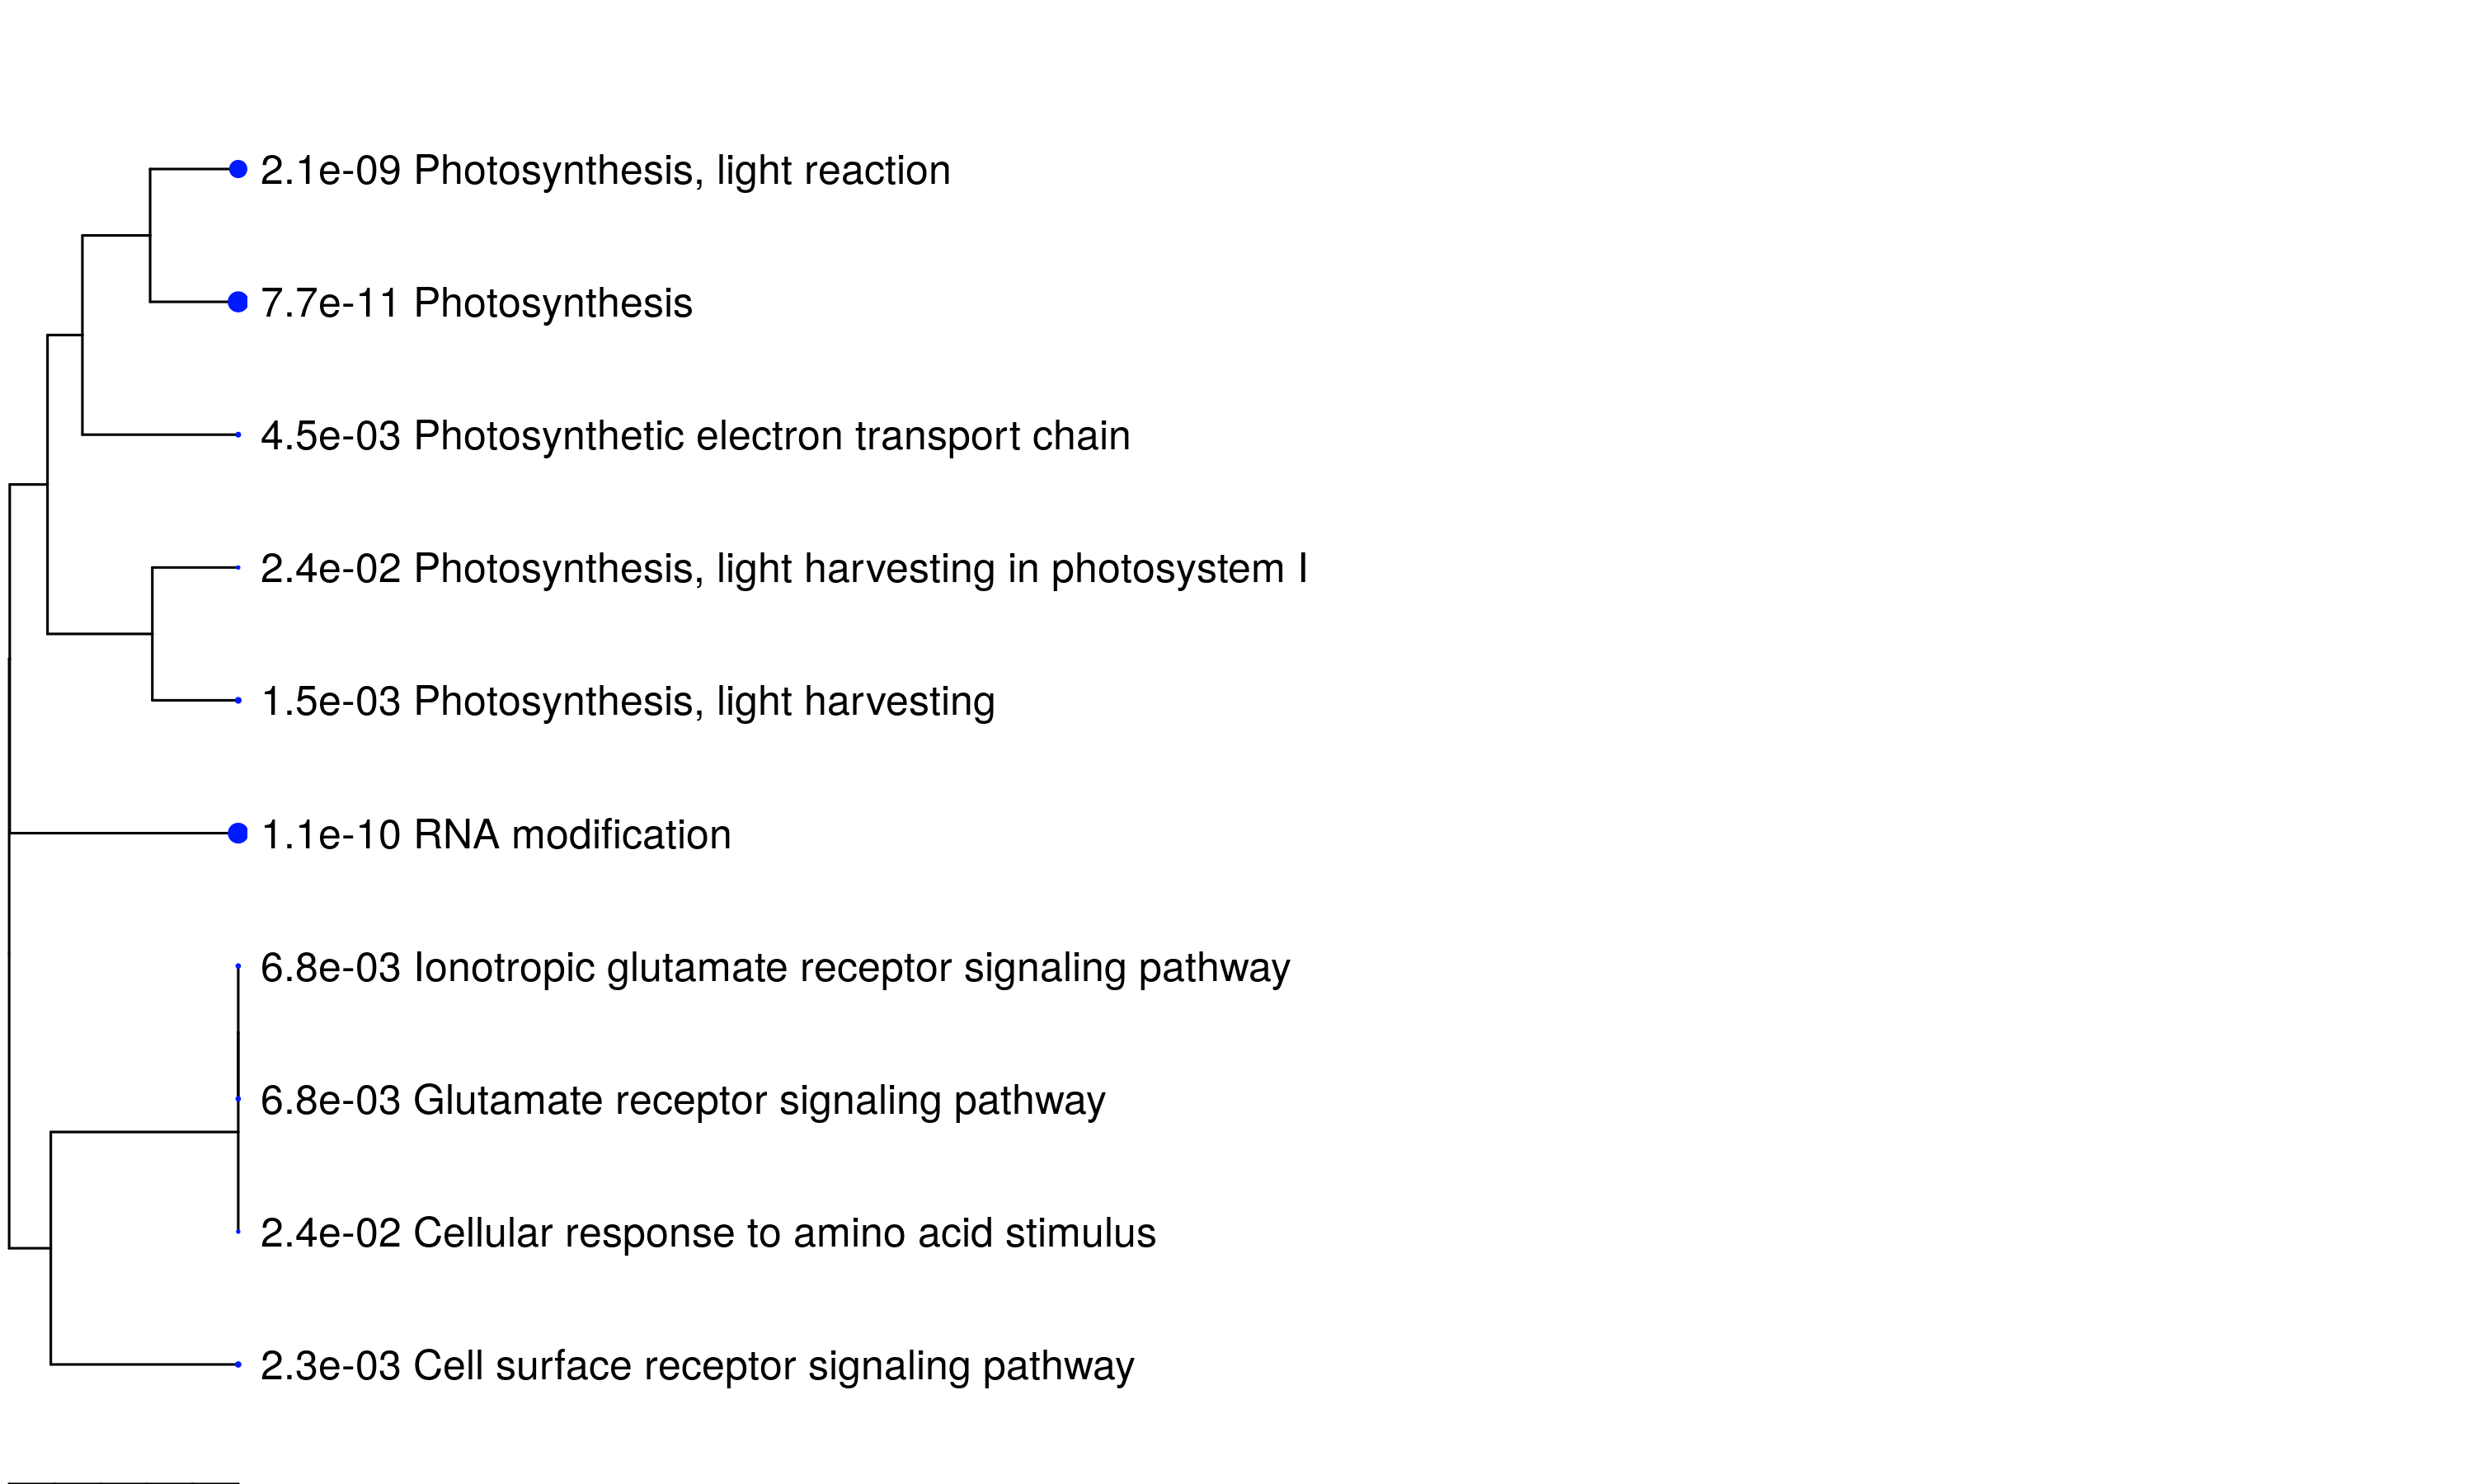 2.1e-09 Photosynthesis, light reaction
7.7e-11 Photosynthesis
4.5e-03 Photosynthetic electron transport chain
2.4e-02 Photosynthesis, light harvesting in photosystem I
1.5e-03 Photosynthesis, light harvesting
1.1e-10 RNA modification
6.8e-03 Ionotropic glutamate receptor signaling pathway
6.8e-03 Glutamate receptor signaling pathway
2.4e-02 Cellular response to amino acid stimulus
2.3e-03 Cell surface receptor signaling pathway